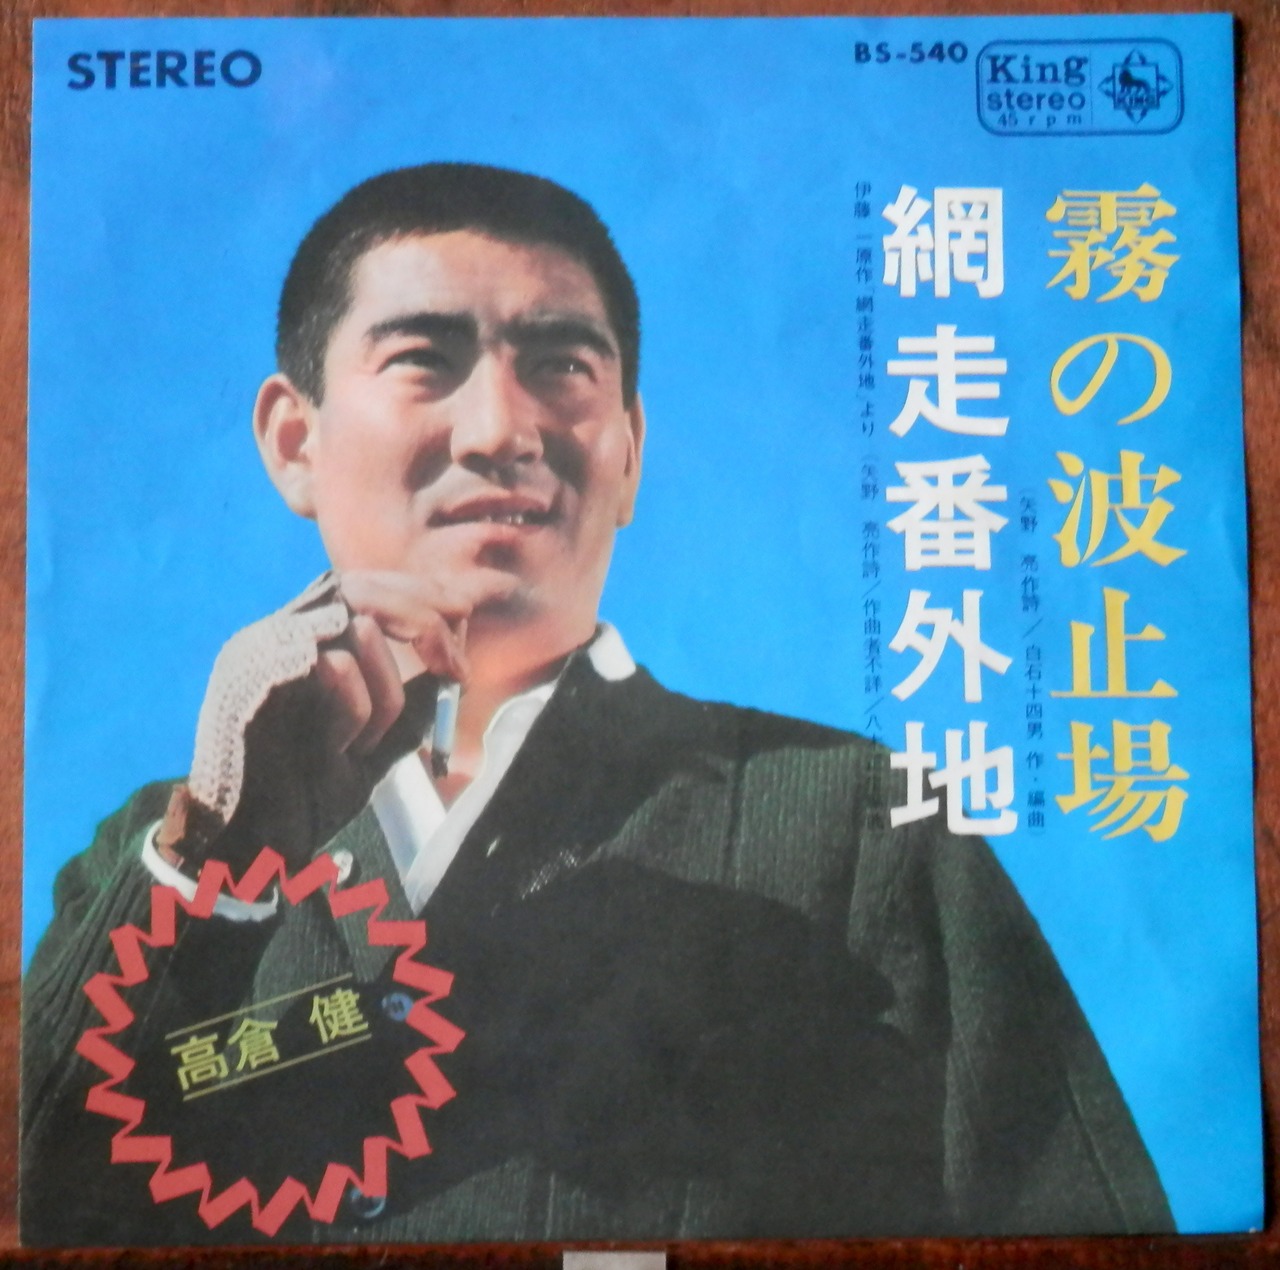 STEREO
BS-540
King
stereo
45 rpm
KING
霧の波止場
(矢野 亮作詩/白石十四男 作・編曲)
網走番外地
伊藤 一原作「網走番外地」より (矢野 亮作詩/作曲者不詳/八
高倉 健